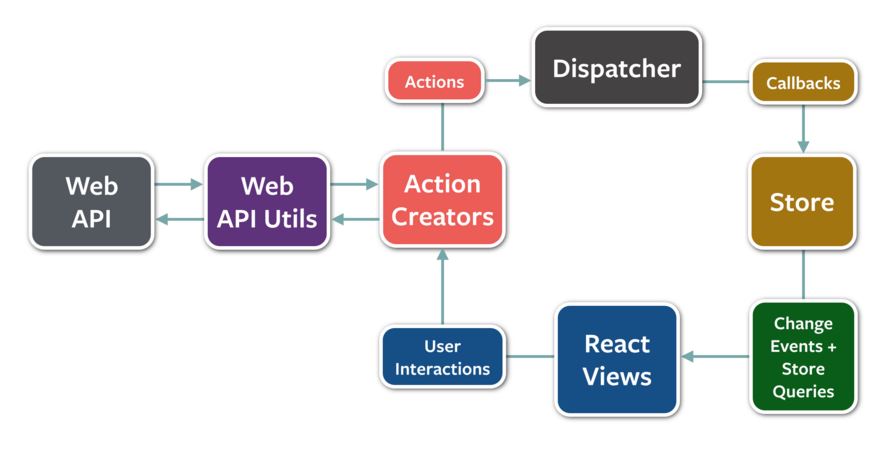 Dispatcher
Actions
Callbacks
Web
API
Web
API Utils
Action
Creators
Store
User
Interactions
React
Views
Change
Events +
Store
Queries